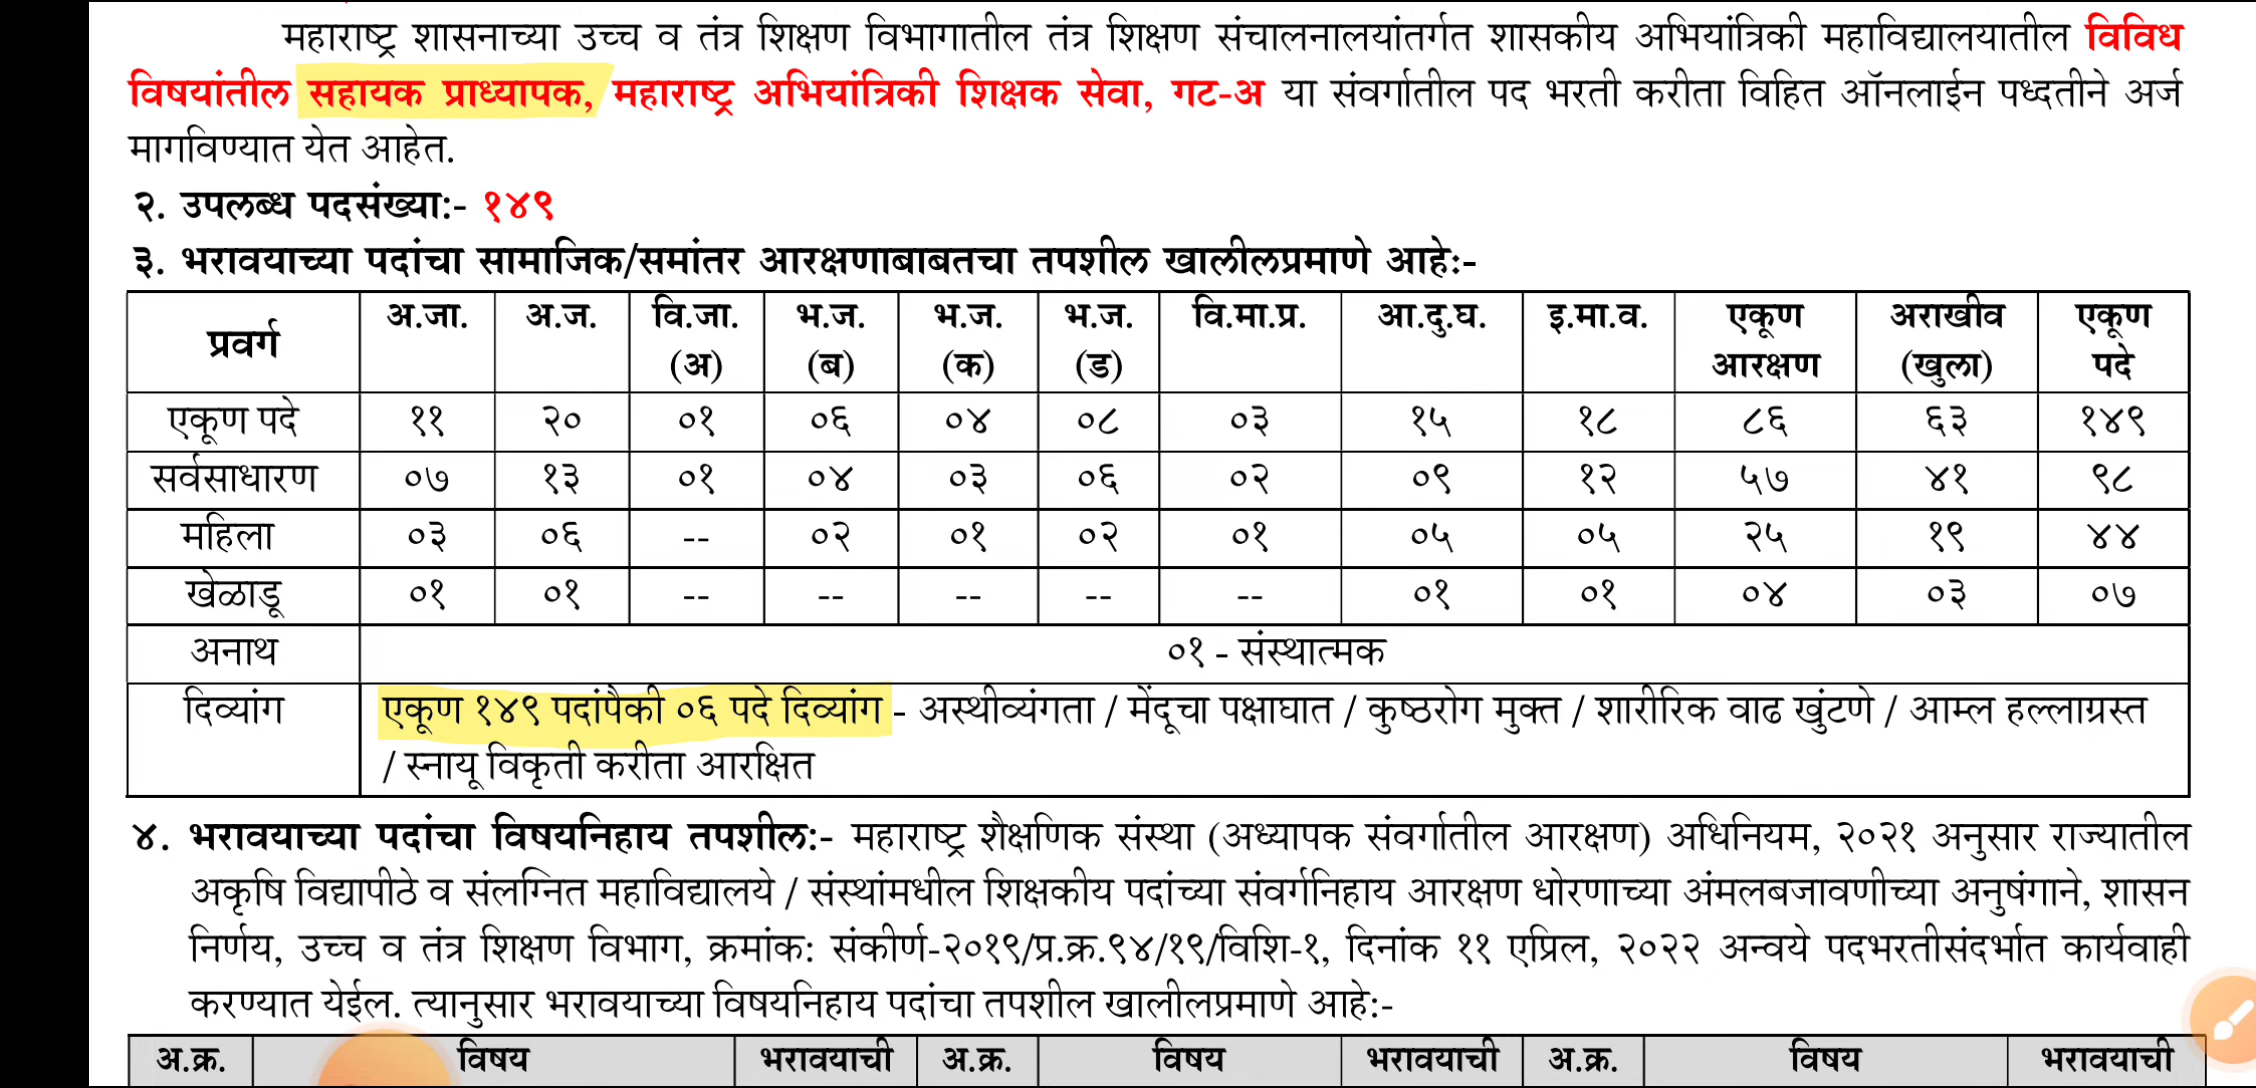 महाराष्ट्र शासनाच्या उच्च व तंत्र शिक्षण विभागातील तंत्र शिक्षण संचालनालयांतर्गत शासकीय अभियांत्रिकी महाविद्यालयातील विविध
विषयांतील सहायक प्राध्यापक, महाराष्ट्र अभियांत्रिकी शिक्षक सेवा, गट-अ या संवर्गातील पद भरती करीता विहित ऑनलाईन पध्दतीने अर्ज
मागविण्यात येत आहेत.
२. उपलब्ध पदसंख्या:- १४९
३. भरावयाच्या पदांचा सामाजिक/समांतर आरक्षणाबाबतचा तपशील खालीलप्रमाणे आहे:-
प्रवर्ग अ.जा. अ.ज. वि.जा. (अ) भ.ज. (ब) भ.ज. (क) भ.ज. (ड) वि.मा.प्र. आ.दु.घ. इ.मा.व. एकूण आरक्षण अराखीव (खुला) एकूण पदे
एकूण पदे ११ २० ०१ ०६ ०४ ०८ ०३ १५ १८ ८६ ६३ १४९
सर्वसाधारण ०७ १३ ०१ ०४ ०३ ०६ ०२ ०९ १२ ५७ ४१ ९८
महिला ०३ ०६ -- ०२ ०१ ०२ ०१ ०५ ०५ २५ १९ ४४
खेळाडू ०१ ०१ -- -- -- -- -- ०१ ०१ ०४ ०३ ०७
अनाथ ०१ - संस्थात्मक
दिव्यांग एकूण १४९ पदांपैकी ०६ पदे दिव्यांग - अस्थीव्यंगता / मेंदूचा पक्षाघात / कुष्ठरोग मुक्त / शारीरिक वाढ खुंटणे / आम्ल हल्लाग्रस्त
/ स्नायू विकृती करीता आरक्षित
४. भरावयाच्या पदांचा विषयनिहाय तपशील:- महाराष्ट्र शैक्षणिक संस्था (अध्यापक संवर्गातील आरक्षण) अधिनियम, २०२१ अनुसार राज्यातील
अकृषि विद्यापीठे व संलग्नित महाविद्यालये / संस्थांमधील शिक्षकीय पदांच्या संवर्गनिहाय आरक्षण धोरणाच्या अंमलबजावणीच्या अनुषंगाने, शासन
निर्णय, उच्च व तंत्र शिक्षण विभाग, क्रमांक: संकीर्ण-२०१९/प्र.क्र.९४/१९/विशि-१, दिनांक ११ एप्रिल, २०२२ अन्वये पदभरतीसंदर्भात कार्यवाही
करण्यात येईल. त्यानुसार भरावयाच्या विषयनिहाय पदांचा तपशील खालीलप्रमाणे आहे:-
अ.क्र. विषय भरावयाची अ.क्र. विषय भरावयाची अ.क्र. विषय भरावयाची